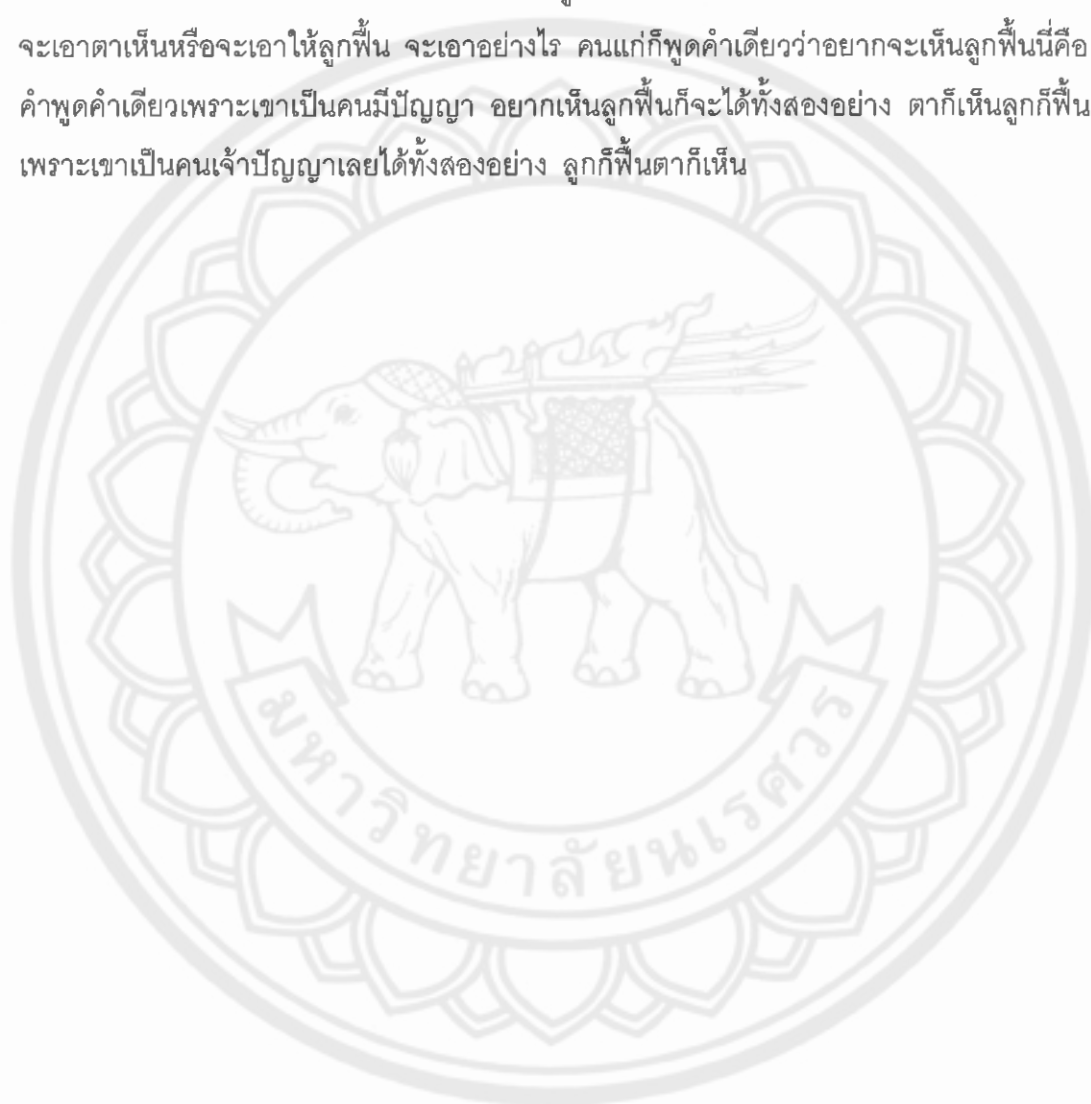 จะเอาตาเห็นหรือจะเอาให้ลูกฟื้น จะเอาอย่างไร คนแก่ก็พูดคำเดียวว่าอยากจะเห็นลูกฟื้นนี่คือ
คำพูดคำเดียวเพราะเขาเป็นคนมีปัญญา อยากเห็นลูกฟื้นก็จะได้ทั้งสองอย่าง ตาก็เห็นลูกก็ฟื้น
เพราะเขาเป็นคนเจ้าปัญญาเลยได้ทั้งสองอย่าง ลูกก็ฟื้นตาก็เห็น
มหาวิทยาลัยนเรศวร